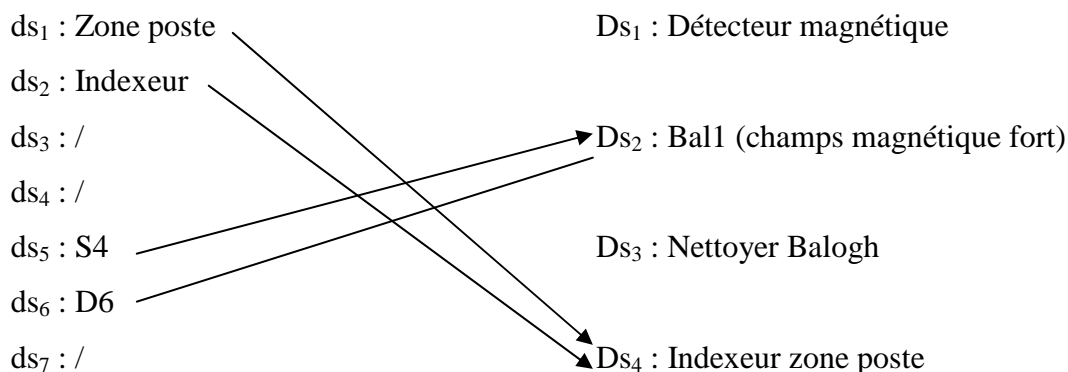 ds₁ : Zone poste
Ds₁ : Détecteur magnétique
ds₂ : Indexeur
ds₃ : /
Ds₂ : Bal1 (champs magnétique fort)
ds₄ : /
ds₅ : S4
Ds₃ : Nettoyer Balogh
ds₆ : D6
ds₇ : /
Ds₄ : Indexeur zone poste